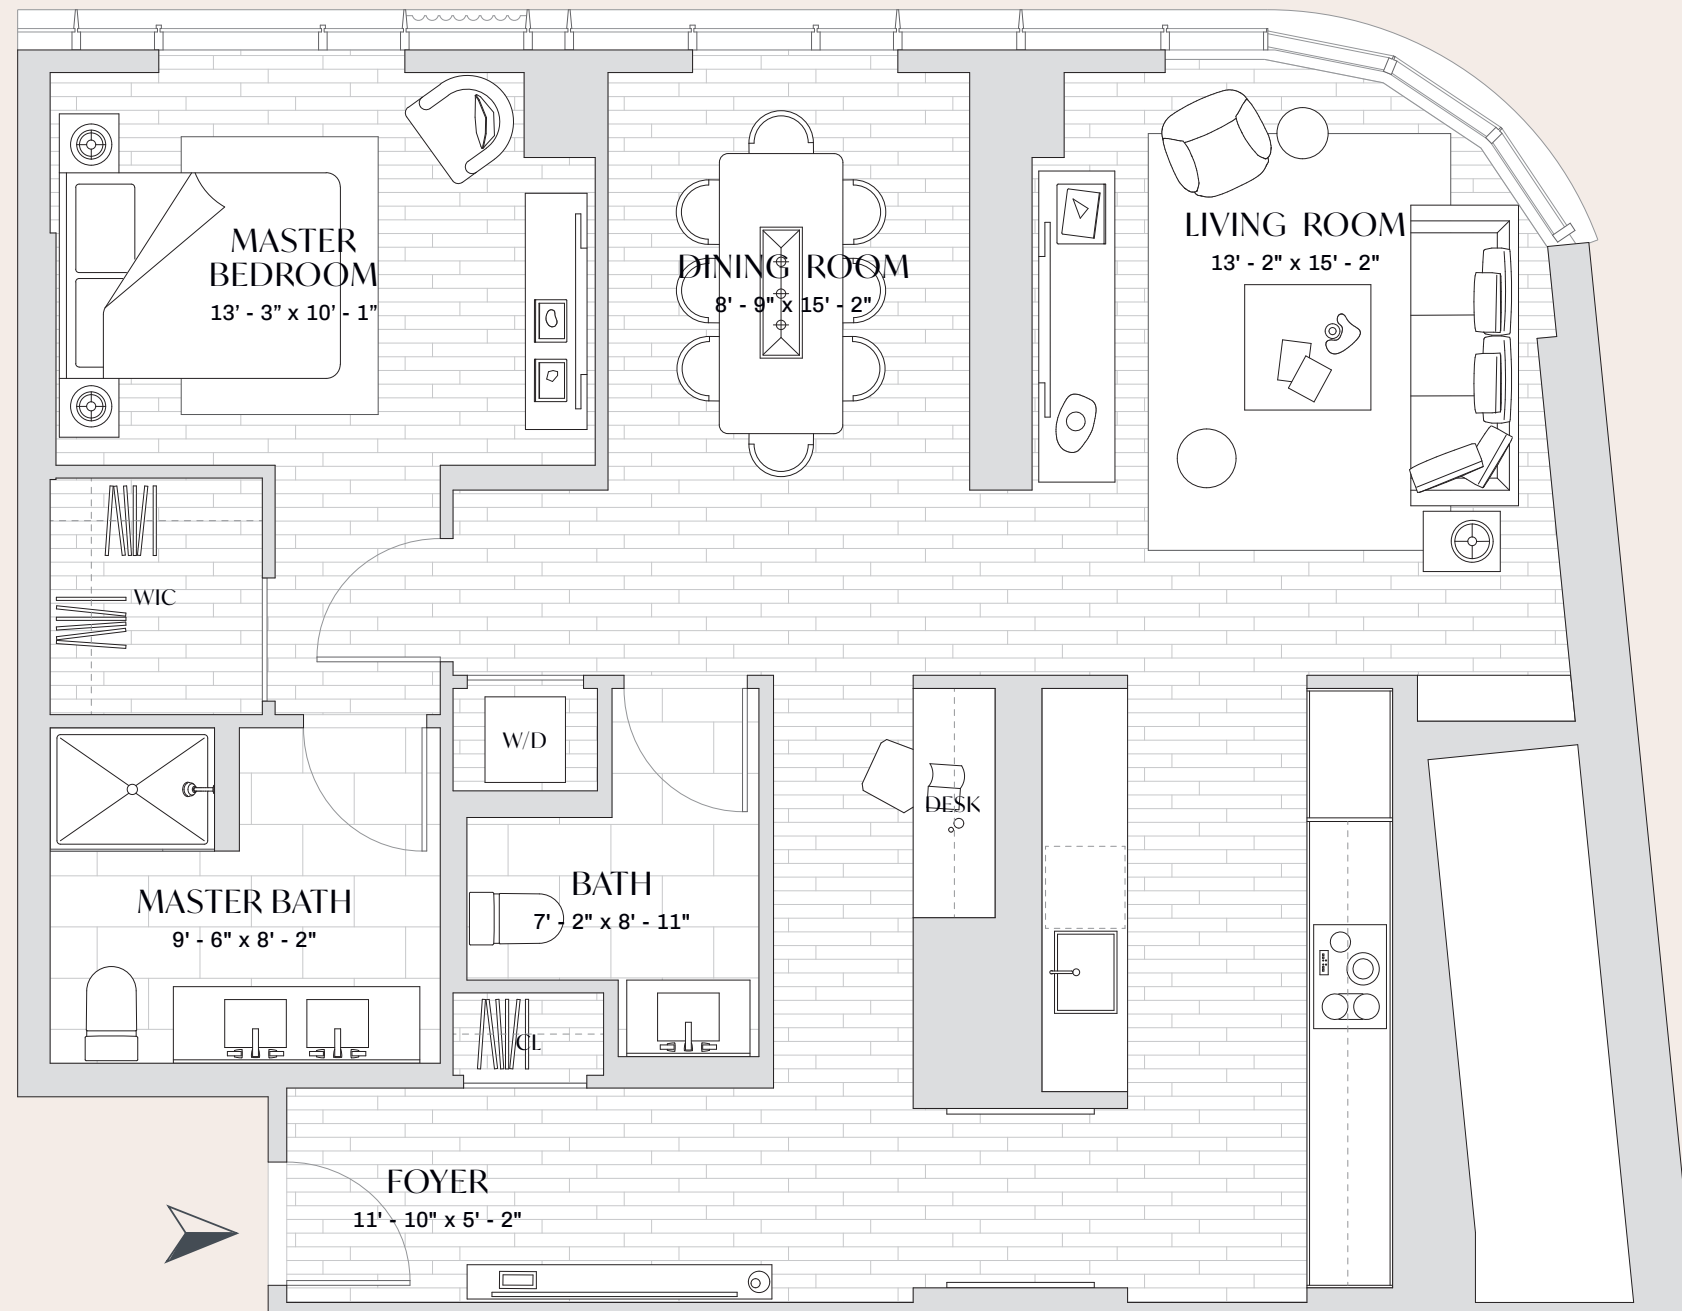 MASTER
BEDROOM
13' - 3” x 10' - 1”
DINING ROOM
8' - 9" x 15' - 2"
LIVING ROOM
13' - 2" x 15' - 2"
WIC
W/D
DESK
MASTER BATH
9' - 6" x 8' - 2"
BATH
7' - 2" x 8' - 11"
CL
FOYER
11' - 10" x 5' - 2"